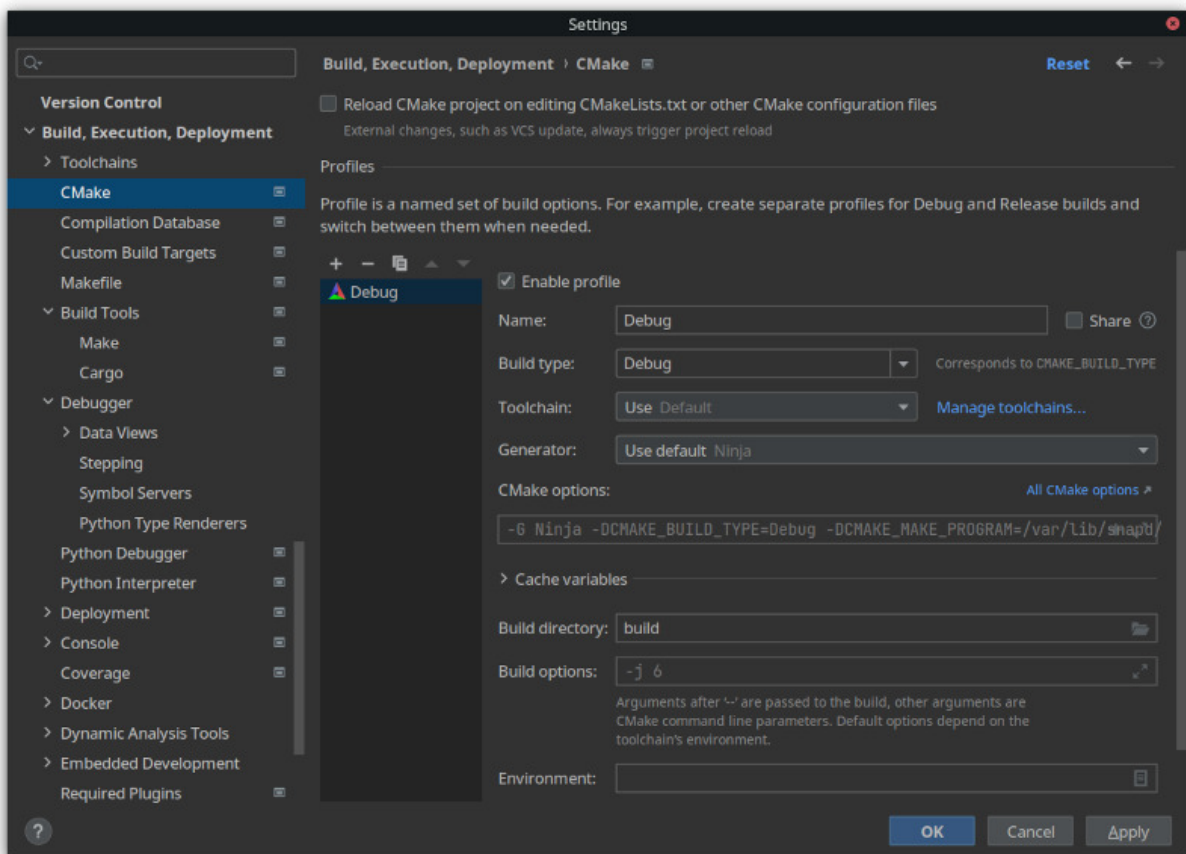 Settings
Version Control
Build, Execution, Deployment
Toolchains
CMake
Compilation Database
Custom Build Targets
Makefile
Build Tools
Make
Cargo
Debugger
Data Views
Stepping
Symbol Servers
Python Type Renderers
Python Debugger
Python Interpreter
Deployment
Console
Coverage
Docker
Dynamic Analysis Tools
Embedded Development
Required Plugins
Build, Execution, Deployment › CMake
Reset
Reload CMake project on editing CMakeLists.txt or other CMake configuration files
External changes, such as VCS update, always trigger project reload
Profiles
Profile is a named set of build options. For example, create separate profiles for Debug and Release builds and
switch between them when needed.
Debug
Enable profile
Name: Debug Share ?
Build type: Debug Corresponds to CMAKE_BUILD_TYPE
Toolchain: Use Default Manage toolchains...
Generator: Use default Ninja
CMake options: All CMake options ↗
-G Ninja -DCMAKE_BUILD_TYPE=Debug -DCMAKE_MAKE_PROGRAM=/var/lib/snapd/
Cache variables
Build directory: build
Build options: -j 6
Arguments after '--' are passed to the build, other arguments are
CMake command line parameters. Default options depend on the
toolchain's environment.
Environment:
? OK Cancel Apply